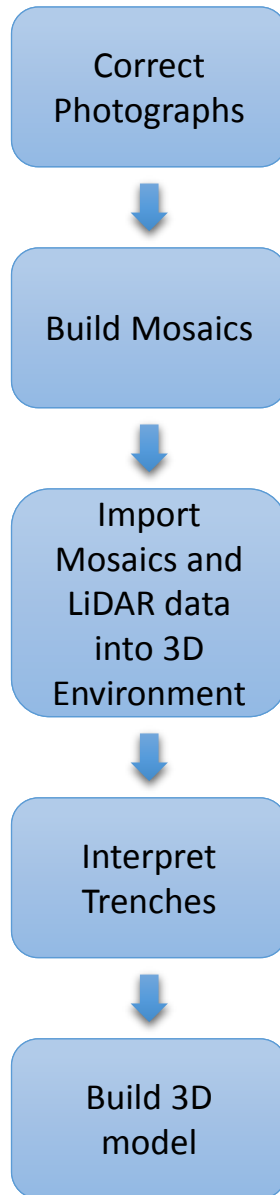 Correct
Photographs
Build Mosaics
Import
Mosaics and
LiDAR data
into 3D
Environment
Interpret
Trenches
Build 3D
model